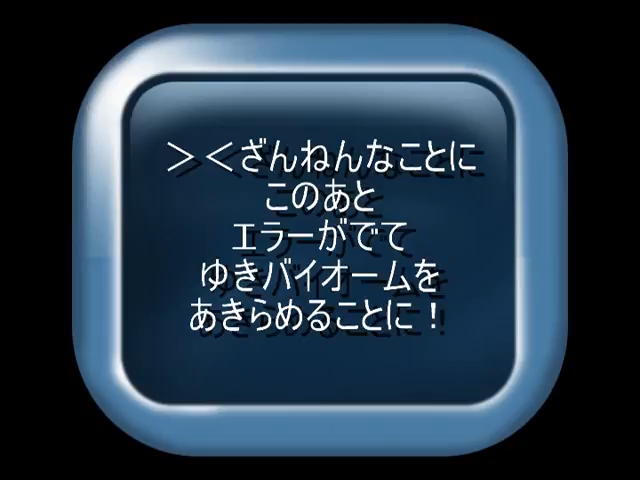 ＞＜ざんねんなことに
このあと
エラーがでて
ゆきバイオームを
あきらめることに！